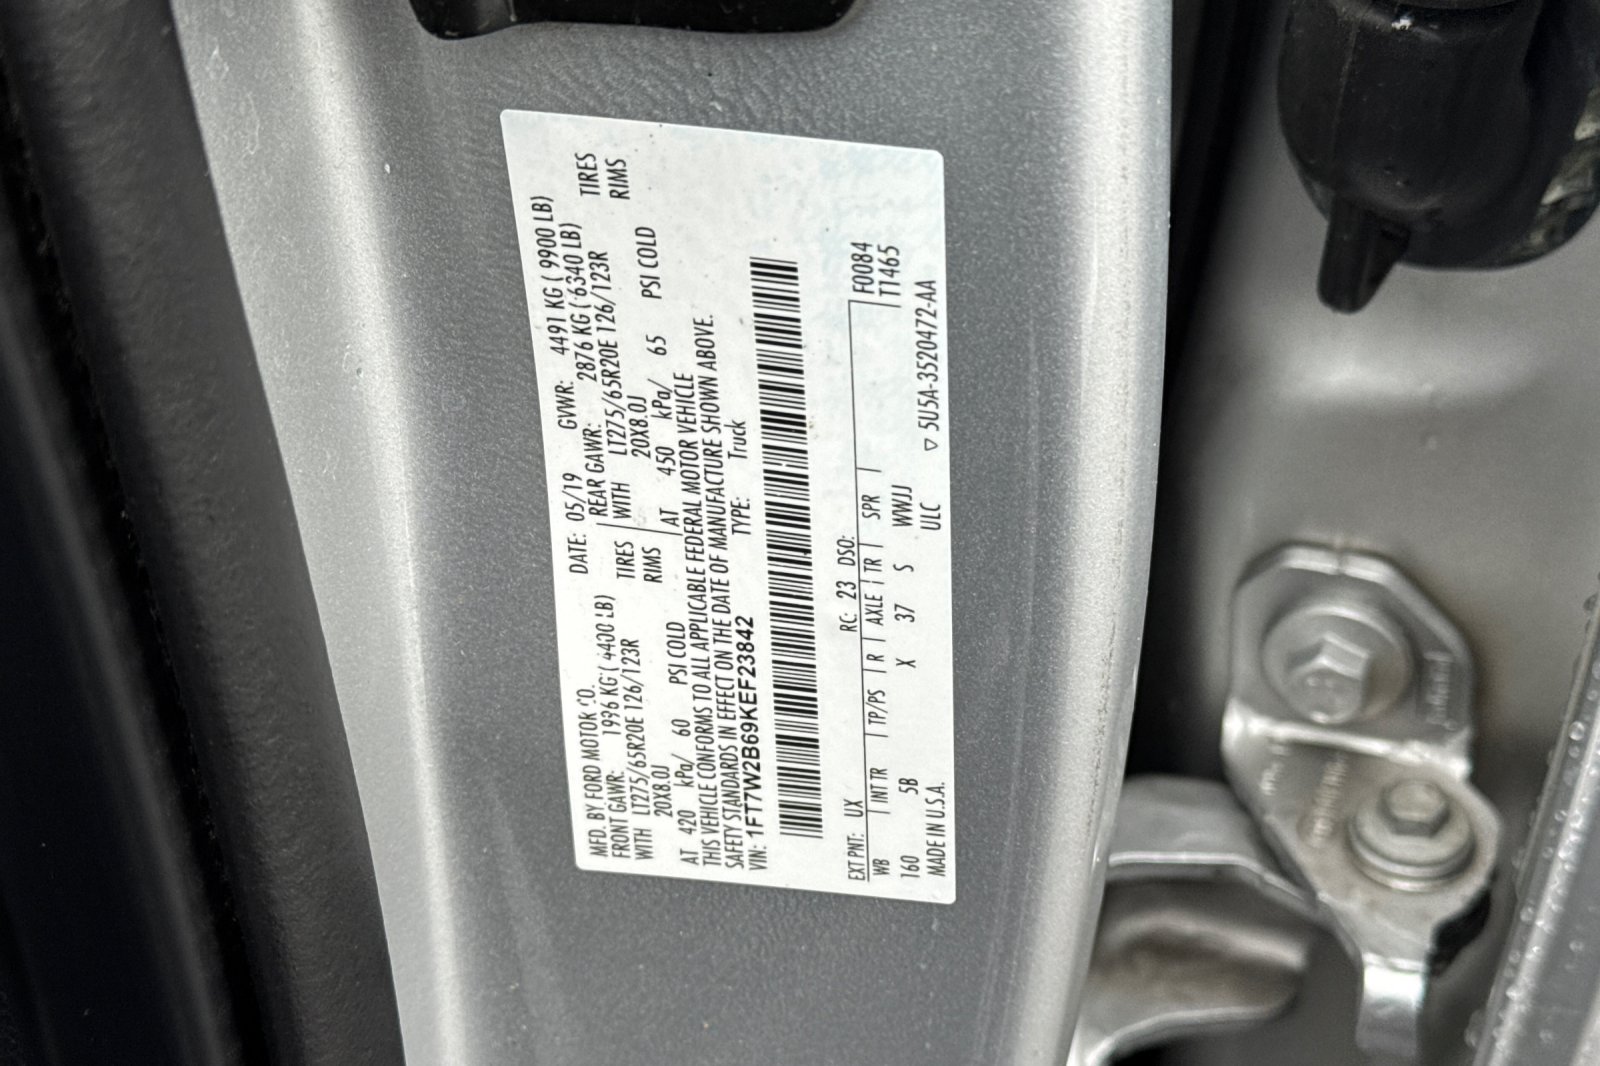 MFD. BY FORD MOTOR CO.
DATE: 05/19 GVWR: 4491 KG ( 9900 LB)
FRONT GAWR: 1996 KG ( 4400 LB) REAR GAWR: 2876 KG ( 6340 LB)
WITH LT275/65R20E 126/123R TIRES WITH LT275/65R20E 126/123R TIRES
20X8.0J RIMS 20X8.0J RIMS
AT 420 kPa/ 60 PSI COLD AT 450 kPa/ 65 PSI COLD
THIS VEHICLE CONFORMS TO ALL APPLICABLE FEDERAL MOTOR VEHICLE
SAFETY STANDARDS IN EFFECT ON THE DATE OF MANUFACTURE SHOWN ABOVE.
VIN: 1FT7W2B69KEF23842 TYPE: Truck
F0084
EXT PNT: UX RC: 23 DSO: T1465
WB INT TR TP/PS R AXLE TR SPR
160 5B X 37 S WWJJ
MADE IN U.S.A. ULC ▽ 5U5A-3520472-AA